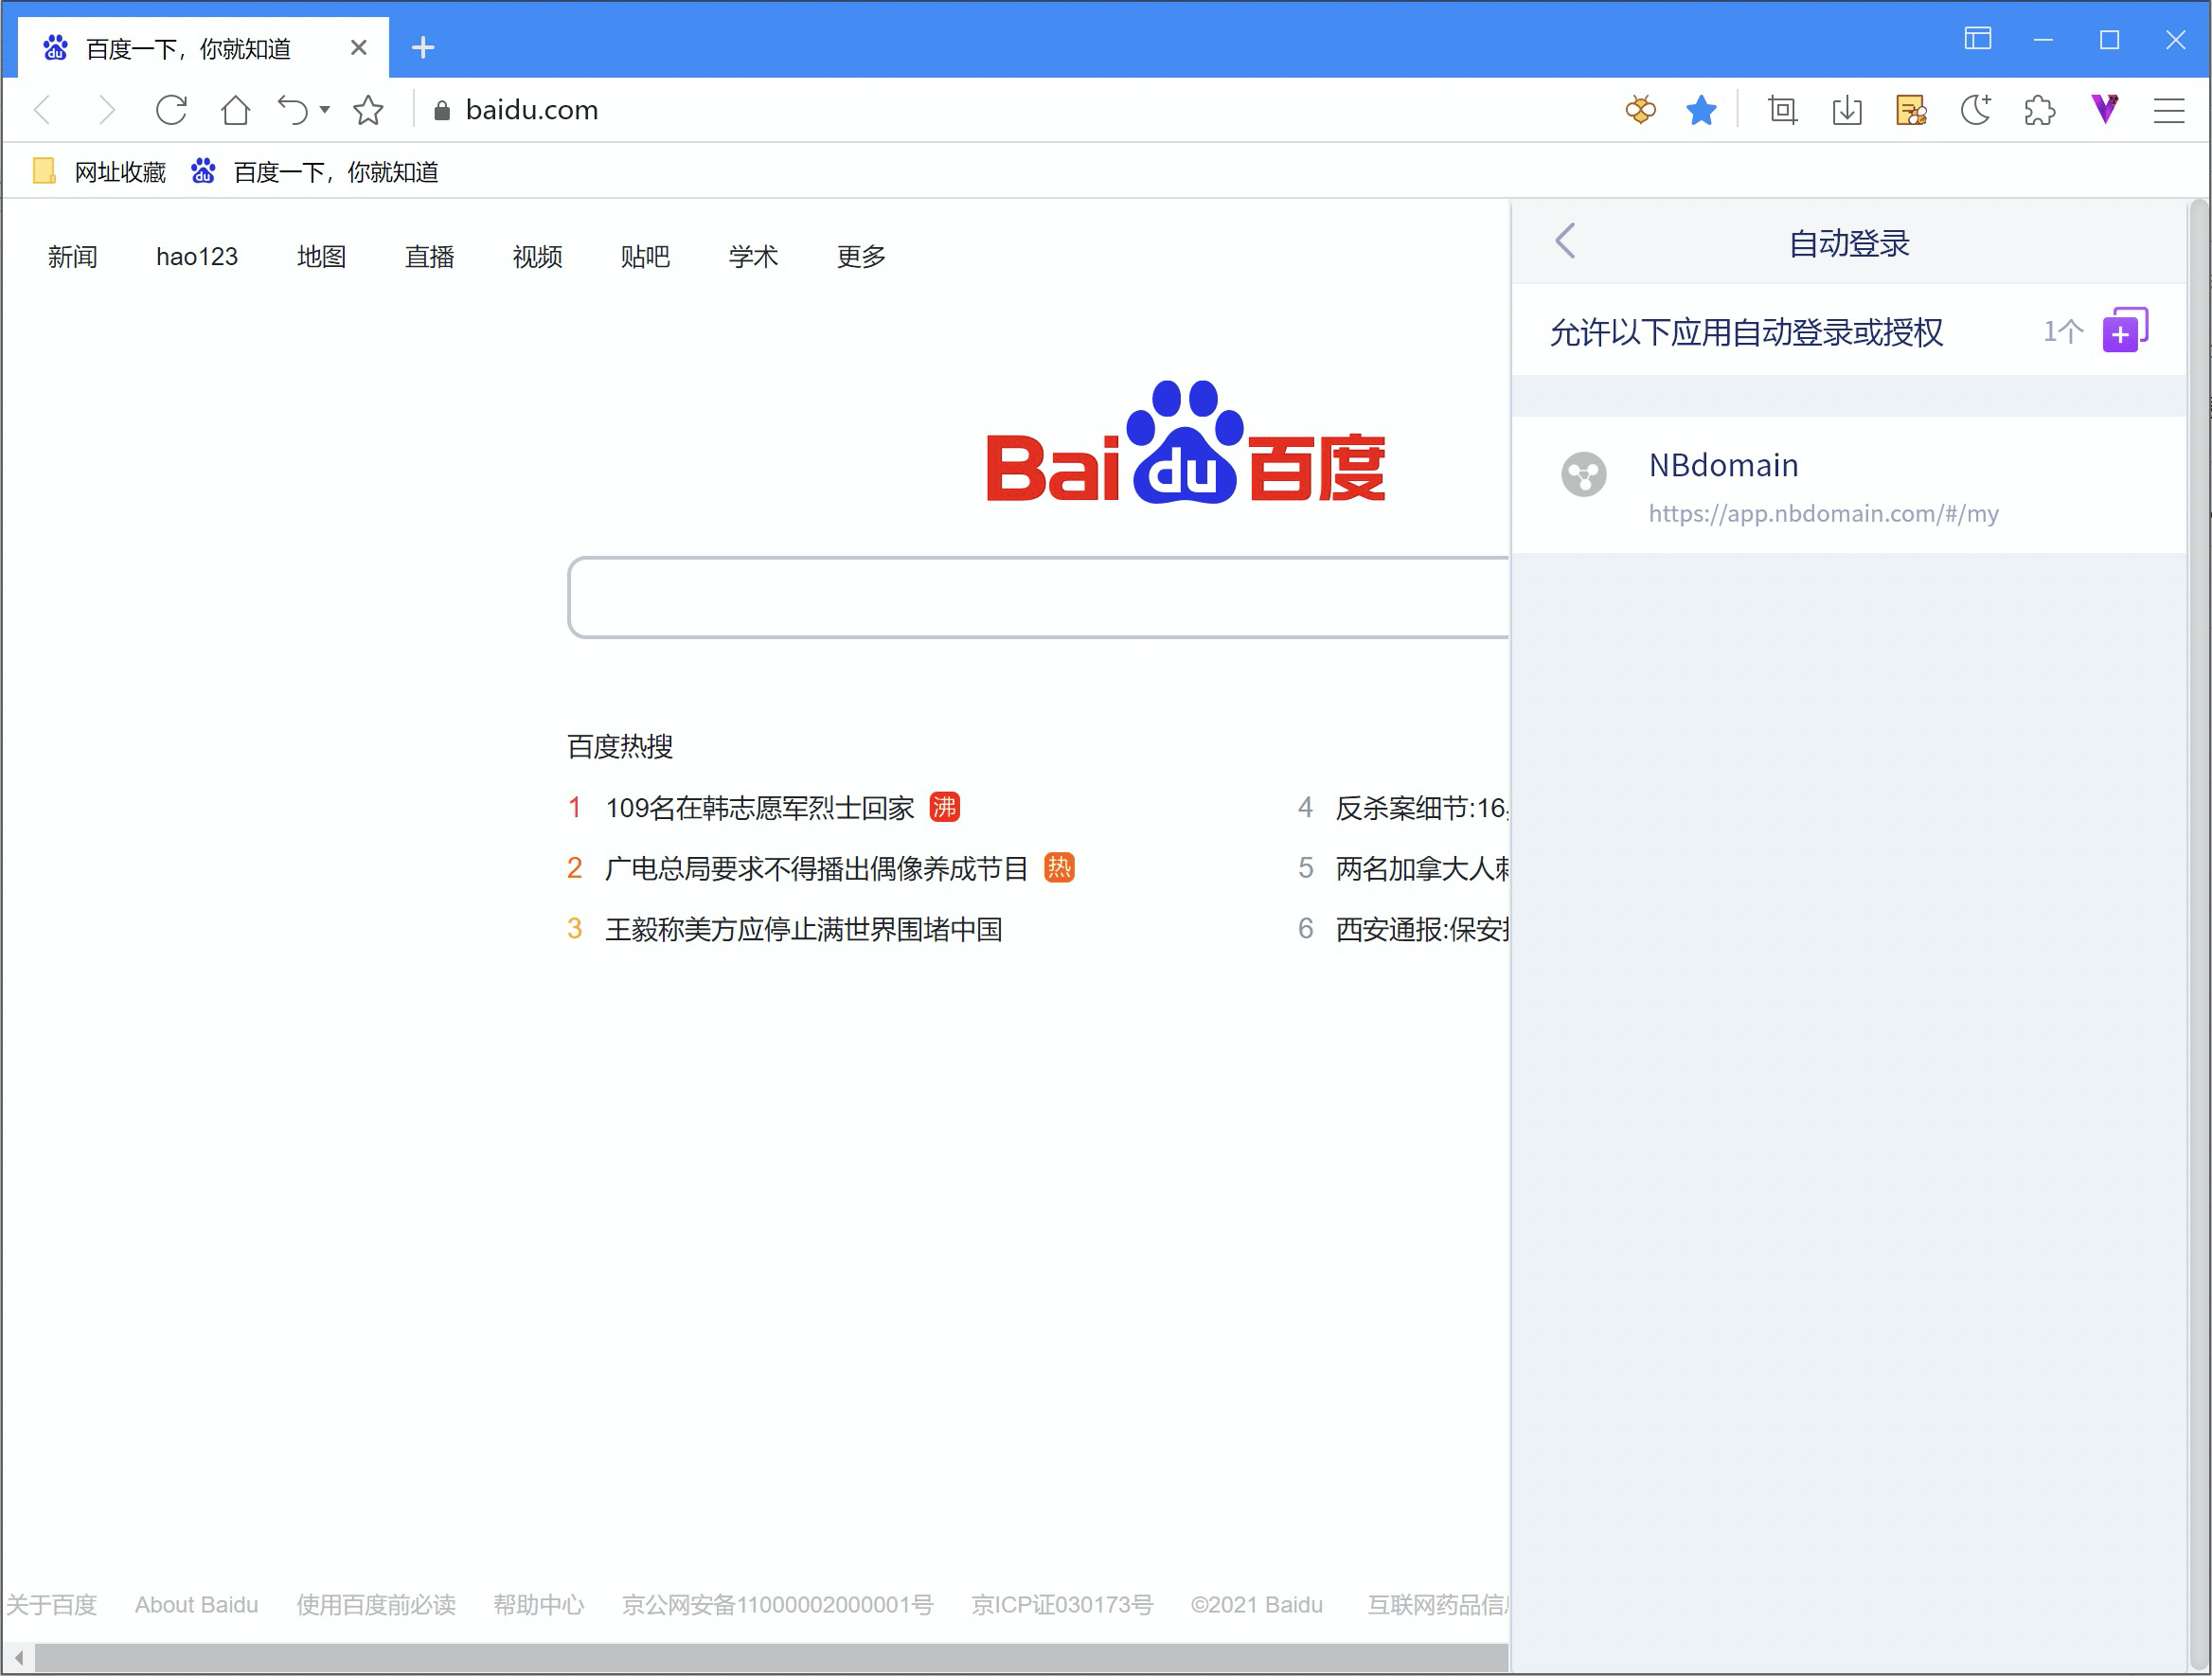 百度一下，你就知道
baidu.com
网址收藏 百度一下，你就知道
新闻 hao123 地图 直播 视频 贴吧 学术 更多
自动登录
允许以下应用自动登录或授权 1个
NBdomain
https://app.nbdomain.com/#/my
Bai du 百度
百度热搜
1 109名在韩志愿军烈士回家 沸
2 广电总局要求不得播出偶像养成节目 热
3 王毅称美方应停止满世界围堵中国
4 反杀案细节:16
5 两名加拿大人
6 西安通报:保安
关于百度 About Baidu 使用百度前必读 帮助中心 京公网安备11000002000001号 京ICP证030173号 ©2021 Baidu 互联网药品信